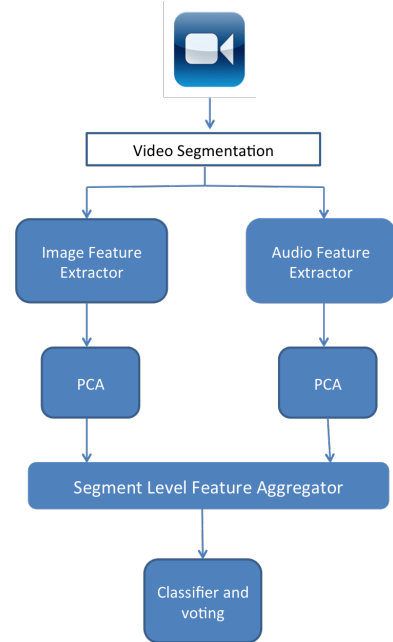 Video Segmentation
Image Feature
Extractor
Audio Feature
Extractor
PCA
PCA
Segment Level Feature Aggregator
Classifier and
voting